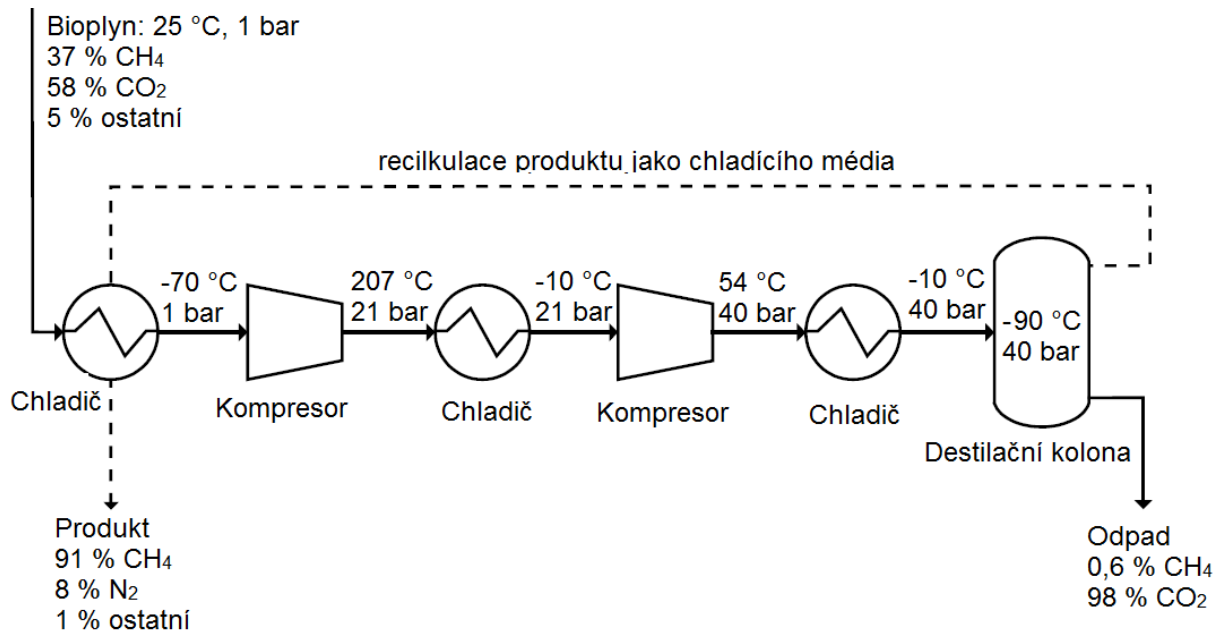 Bioplyn: 25 °C, 1 bar
37 % CH₄
58 % CO₂
5 % ostatní
recilkulace produktu jako chladícího média
-70 °C
1 bar
207 °C
21 bar
-10 °C
21 bar
54 °C
40 bar
-10 °C
40 bar
-90 °C
40 bar
Chladič
Kompresor
Chladič
Kompresor
Chladič
Destilační kolona
Produkt
91 % CH₄
8 % N₂
1 % ostatní
Odpad
0,6 % CH₄
98 % CO₂